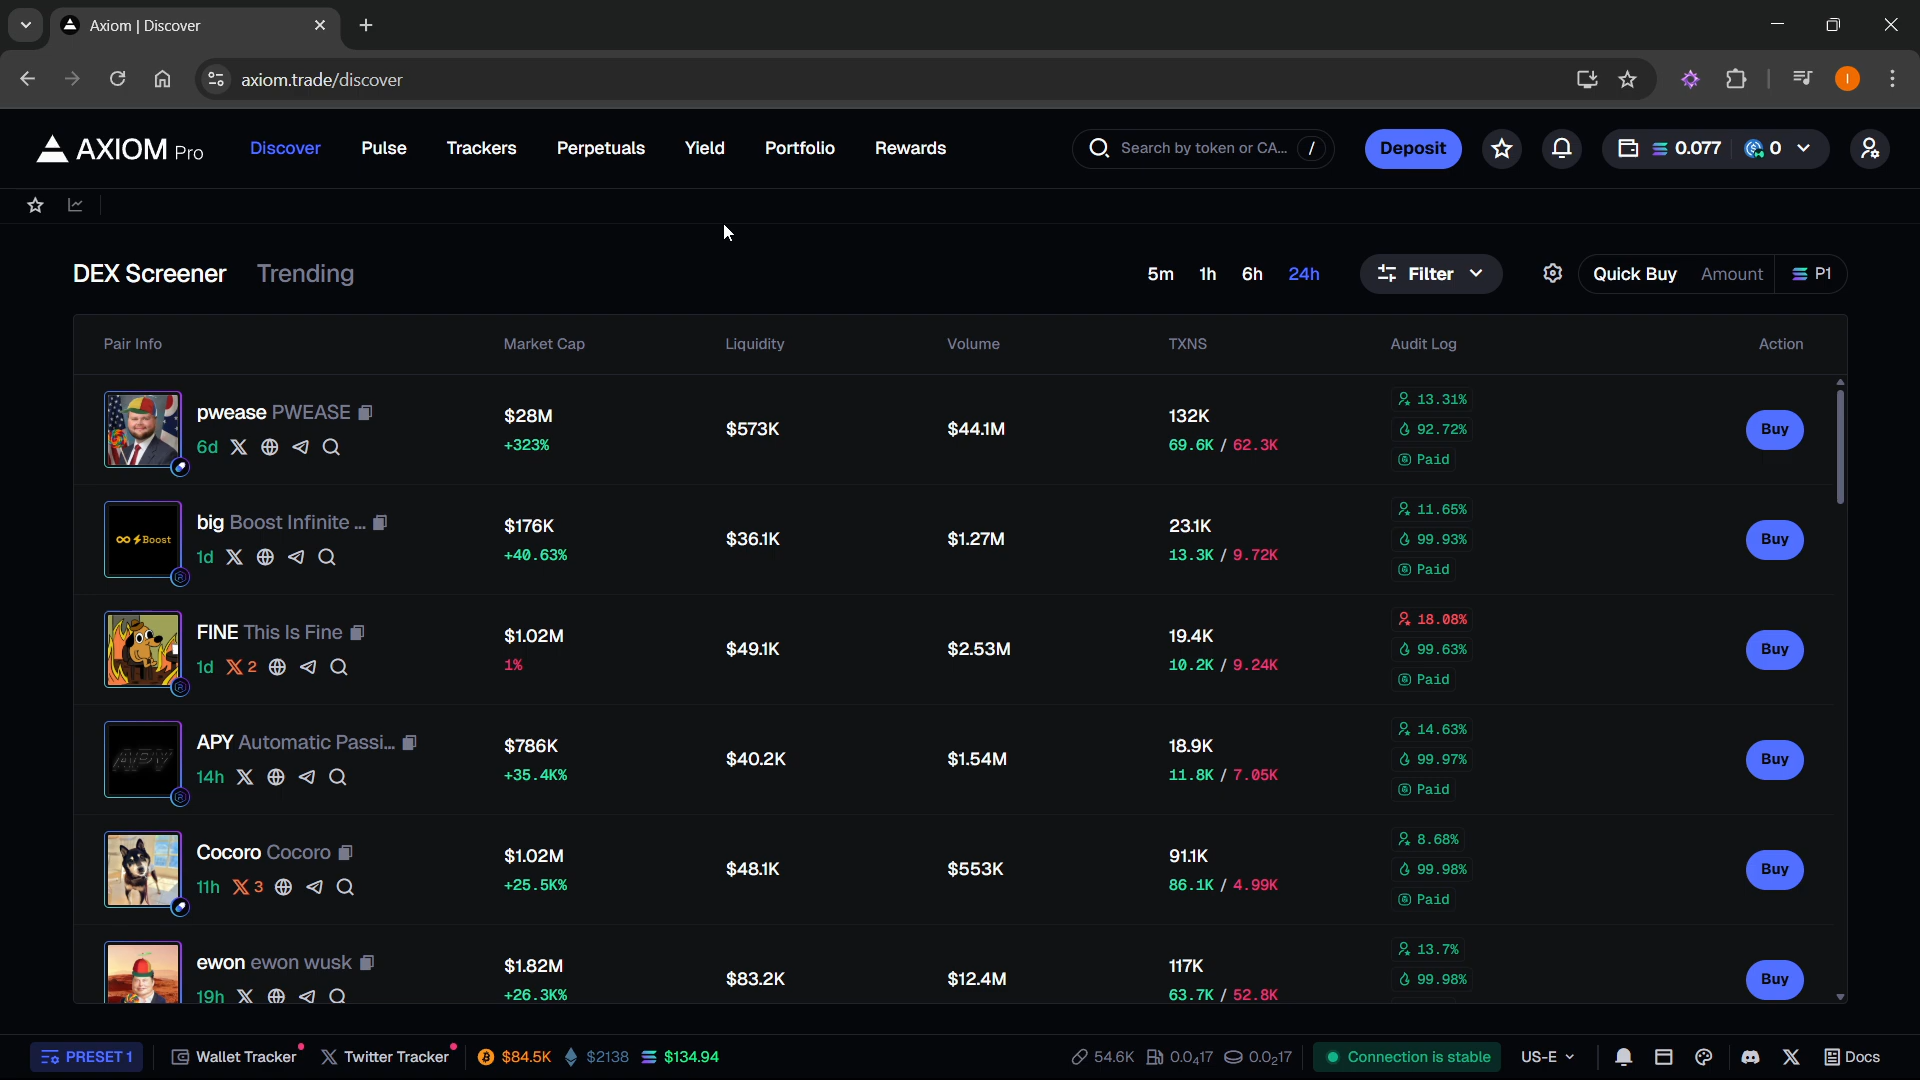 Axiom | Discover
axiom.trade/discover
I
AXIOM Pro
Discover
Pulse
Trackers
Perpetuals
Yield
Portfolio
Rewards
Search by token or CA... /
Deposit
0.077
0
DEX Screener
Trending
5m 1h 6h 24h
Filter
Quick Buy Amount P1
Pair Info Market Cap Liquidity Volume TXNS Audit Log Action
pwease PWEASE
6d
$28M
+323%
$573K
$44.1M
132K
69.6K / 62.3K
13.31%
92.72%
Paid
Buy
big Boost Infinite ...
1d
∞ Boost
$176K
+40.63%
$36.1K
$1.27M
23.1K
13.3K / 9.72K
11.65%
99.93%
Paid
Buy
FINE This Is Fine
1d 2
$1.02M
1%
$49.1K
$2.53M
19.4K
10.2K / 9.24K
18.08%
99.63%
Paid
Buy
APY
APY Automatic Passi...
14h
$786K
+35.4K%
$40.2K
$1.54M
18.9K
11.8K / 7.05K
14.63%
99.97%
Paid
Buy
Cocoro Cocoro
11h 3
$1.02M
+25.5K%
$48.1K
$553K
91.1K
86.1K / 4.99K
8.68%
99.98%
Paid
Buy
ewon ewon wusk
19h
$1.82M
+26.3K%
$83.2K
$12.4M
117K
63.7K / 52.8K
13.7%
99.98%
Buy
PRESET 1
Wallet Tracker
Twitter Tracker
$84.5K
$2138
$134.94
54.6K
0.0₄17
0.0₂17
Connection is stable
US-E
Docs